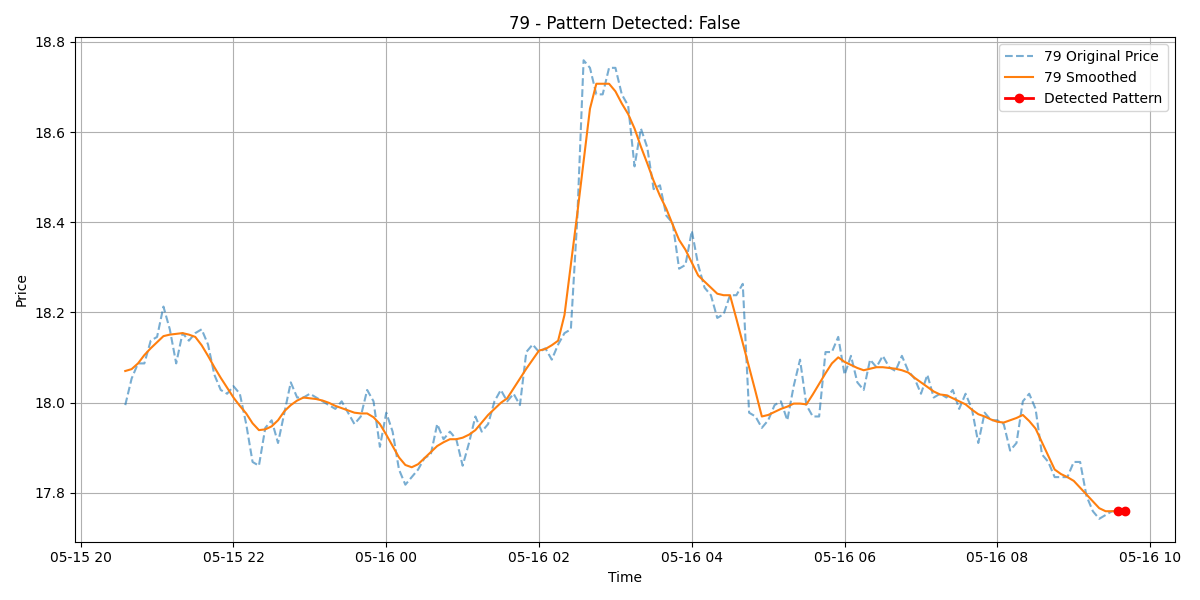 79 - Pattern Detected: False
79 Original Price
79 Smoothed
Detected Pattern
Price
18.8
18.6
18.4
18.2
18.0
17.8
05-15 20
05-15 22
05-16 00
05-16 02
05-16 04
05-16 06
05-16 08
05-16 10
Time